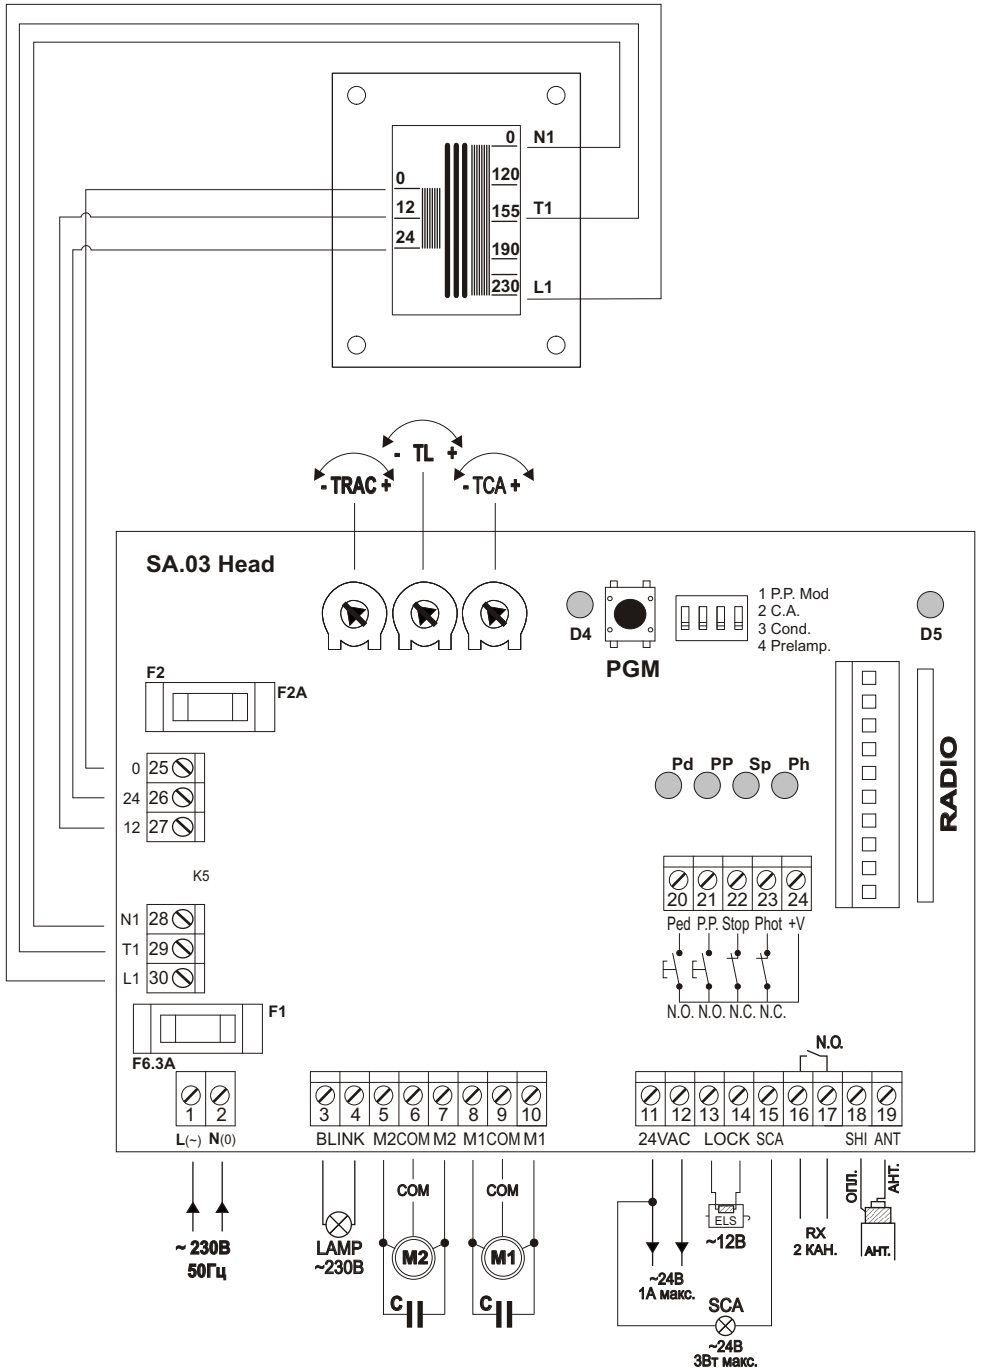 0 N1
120
0
12
155 T1
24
190
230 L1
- TL +
- TRAC +
- TCA +
SA.03 Head
1 P.P. Mod
2 C.A.
3 Cond.
4 Prelamp.
D4
D5
PGM
F2
F2A
RADIO
Pd PP Sp Ph
0 25
24 26
12 27
K5
20 21 22 23 24
Ped P.P. Stop Phot +V
N1 28
T1 29
L1 30
N.O. N.O. N.C. N.C.
F1
F6.3A
N.O.
1 2
3 4 5 6 7 8 9 10
11 12 13 14 15 16 17 18 19
L(~) N(0)
BLINK M2COM M2 M1COM M1
24VAC LOCK SCA SHI ANT
COM
COM
ОПЛ.
АНТ.
ELS
~12В
RX
2 КАН.
АНТ.
~ 230В
50Гц
LAMP
~230В
M2
M1
~24В
1А макс.
C
C
SCA
~24В
3Вт макс.